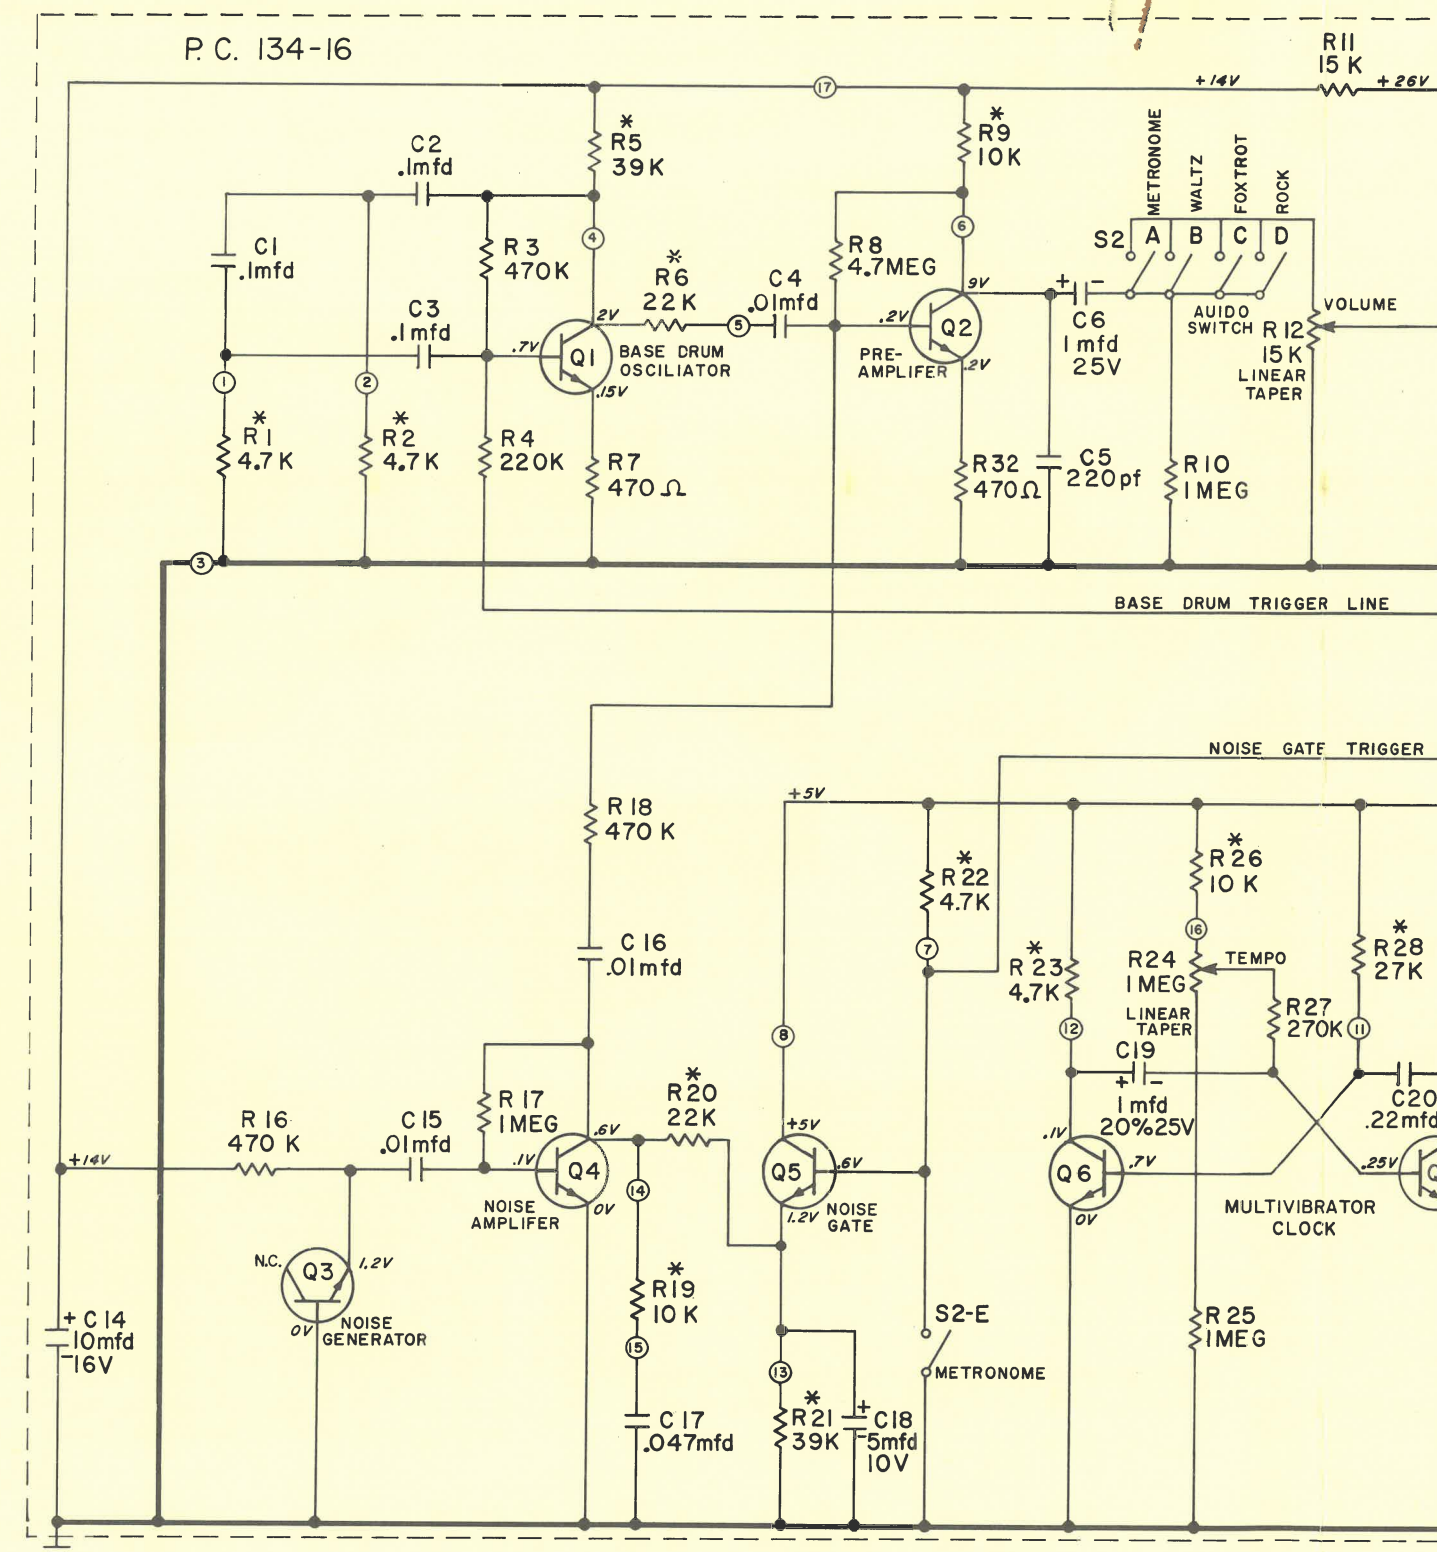 P.C. 134-16
R11
15 K
+14V
+26V
17
*
R5
39K
*
R9
10K
C2
.1mfd
METRONOME
WALTZ
FOXTROT
ROCK
C1
.1mfd
R3
470K
4
*
R6
22K
C4
.01mfd
R8
4.7MEG
6
S2
A
B
C
D
9V
+
-
C3
.1mfd
2V
5
.2V
Q2
C6
1mfd
25V
AUIDO
SWITCH
R12
15K
LINEAR
TAPER
VOLUME
.7V
Q1
BASE DRUM
OSCILIATOR
PRE-
AMPLIFER
.2V
.15V
1
2
*
R1
4.7K
*
R2
4.7K
R4
220K
R7
470Ω
R32
470Ω
C5
220pf
R10
1MEG
3
BASE DRUM TRIGGER LINE
NOISE GATE TRIGGER
+5V
R18
470K
*
R22
4.7K
*
R26
10K
C16
.01mfd
7
16
*
R23
4.7K
R24
1MEG
LINEAR
TAPER
TEMPO
*
R28
27K
R27
270K
8
12
11
C19
+
-
1mfd
20%25V
C20
.22mfd
R17
1MEG
*
R20
22K
R16
470K
C15
.01mfd
+14V
.6V
+5V
.1V
.1V
Q4
Q5
.6V
Q6
.7V
.25V
Q
NOISE
AMPLIFER
0V
14
1.2V
NOISE
GATE
0V
MULTIVIBRATOR
CLOCK
N.C.
Q3
1.2V
0V
NOISE
GENERATOR
*
R19
10K
15
S2-E
METRONOME
R25
1MEG
+
C14
10mfd
-16V
13
*
R21
39K
+
C18
-5mfd
10V
C17
.047mfd